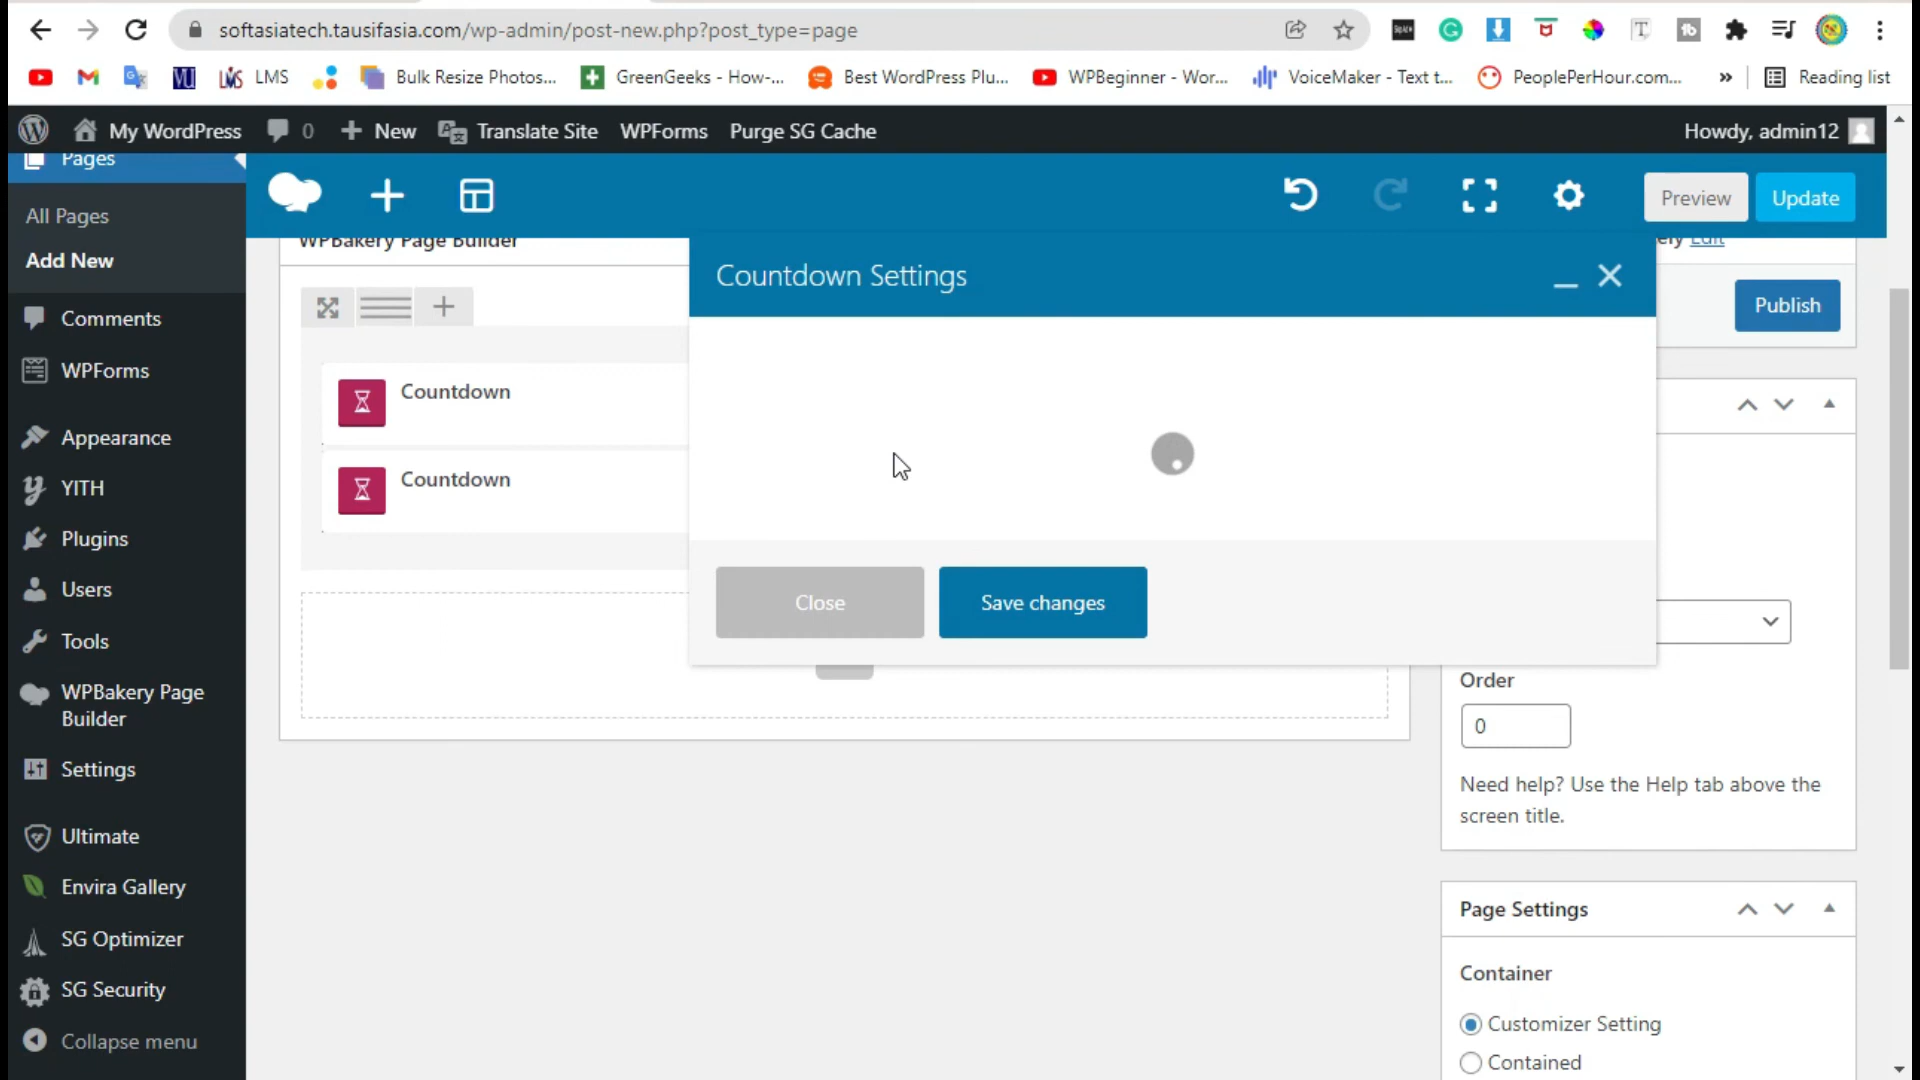 softasiatech.tausifasia.com/wp-admin/post-new.php?post_type=page
LMS
Bulk Resize Photos...
GreenGeeks - How-...
Best WordPress Plu...
WPBeginner - Wor...
VoiceMaker - Text t...
PeoplePerHour.com...
»
Reading list
My WordPress
0
New
Translate Site
WPForms
Purge SG Cache
Howdy, admin12
Pages
All Pages
Add New
Comments
WPForms
Appearance
YITH
Plugins
Users
Tools
WPBakery Page
Builder
Settings
Ultimate
Envira Gallery
SG Optimizer
SG Security
Collapse menu
Preview
Update
WPBakery Page Builder
Countdown
Countdown
Countdown Settings
Close
Save changes
Edit
Publish
Order
0
Need help? Use the Help tab above the
screen title.
Page Settings
Container
Customizer Setting
Contained